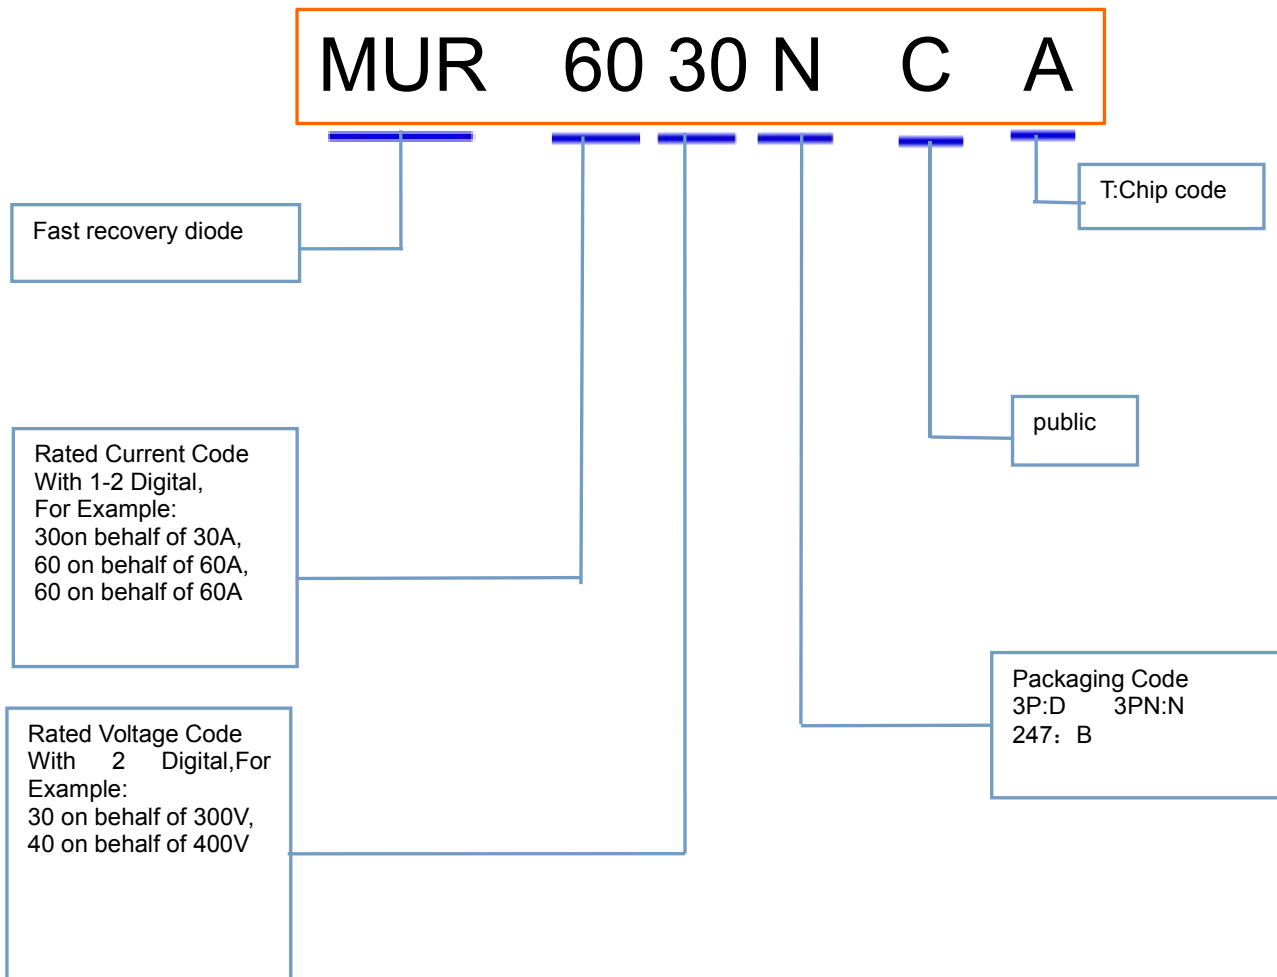 MUR 60 30 N C A
T:Chip code
Fast recovery diode
public
Rated Current Code
With 1-2 Digital,
For Example:
30on behalf of 30A,
60 on behalf of 60A,
60 on behalf of 60A
Packaging Code
3P:D 3PN:N
247：B
Rated Voltage Code
With 2 Digital,For
Example:
30 on behalf of 300V,
40 on behalf of 400V